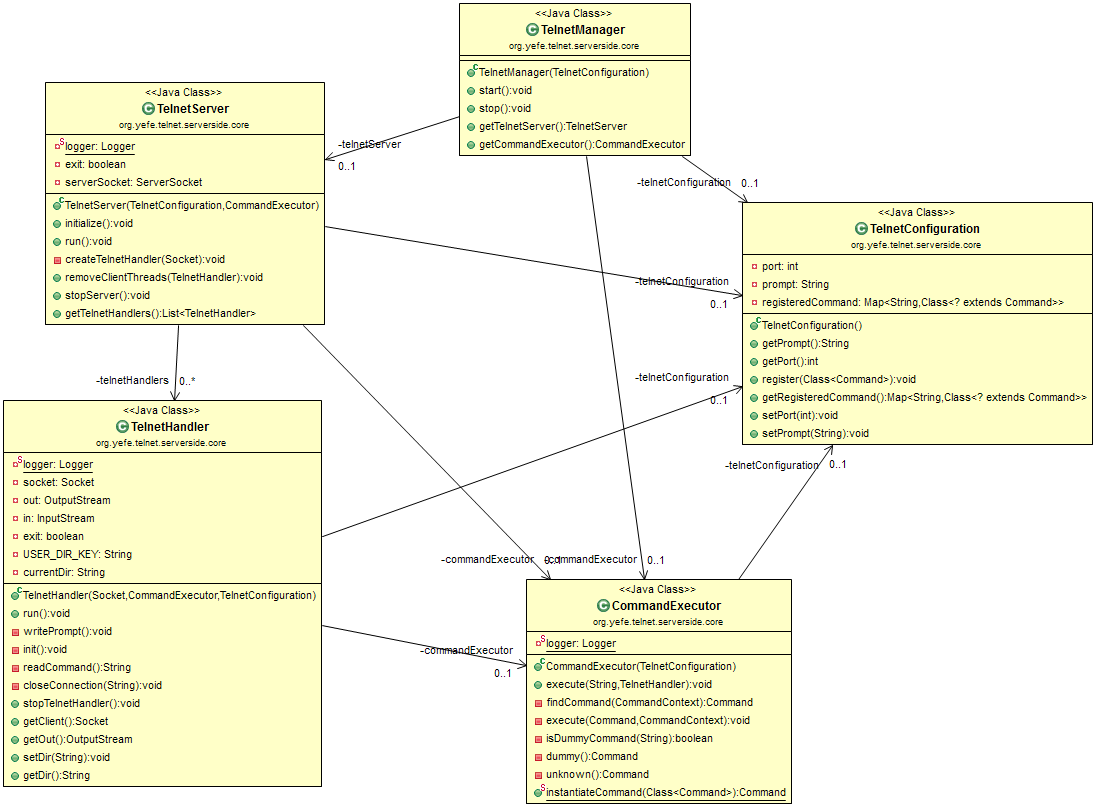 <<Java Class>>
TelnetManager
org.yefe.telnet.serverside.core
TelnetManager(TelnetConfiguration)
start():void
stop():void
getTelnetServer():TelnetServer
getCommandExecutor():CommandExecutor
<<Java Class>>
TelnetServer
org.yefe.telnet.serverside.core
logger: Logger
exit: boolean
serverSocket: ServerSocket
TelnetServer(TelnetConfiguration,CommandExecutor)
initialize():void
run():void
createTelnetHandler(Socket):void
removeClientThreads(TelnetHandler):void
stopServer():void
getTelnetHandlers():List<TelnetHandler>
-telnetServer
0..1
-telnetConfiguration
0..1
<<Java Class>>
TelnetConfiguration
org.yefe.telnet.serverside.core
port: int
prompt: String
registeredCommand: Map<String,Class<? extends Command>>
TelnetConfiguration()
getPrompt():String
getPort():int
register(Class<Command>):void
getRegisteredCommand():Map<String,Class<? extends Command>>
setPort(int):void
setPrompt(String):void
-telnetConfiguration
0..1
-telnetHandlers
0..*
-telnetConfiguration
0..1
<<Java Class>>
TelnetHandler
org.yefe.telnet.serverside.core
logger: Logger
socket: Socket
out: OutputStream
in: InputStream
exit: boolean
USER_DIR_KEY: String
currentDir: String
TelnetHandler(Socket,CommandExecutor,TelnetConfiguration)
run():void
writePrompt():void
init():void
readCommand():String
closeConnection(String):void
stopTelnetHandler():void
getClient():Socket
getOut():OutputStream
setDir(String):void
getDir():String
-telnetConfiguration
0..1
-commandExecutor
0..1
-commandExecutor
0..1
-commandExecutor
0..1
<<Java Class>>
CommandExecutor
org.yefe.telnet.serverside.core
logger: Logger
CommandExecutor(TelnetConfiguration)
execute(String,TelnetHandler):void
findCommand(CommandContext):Command
execute(Command,CommandContext):void
isDummyCommand(String):boolean
dummy():Command
unknown():Command
instantiateCommand(Class<Command>):Command